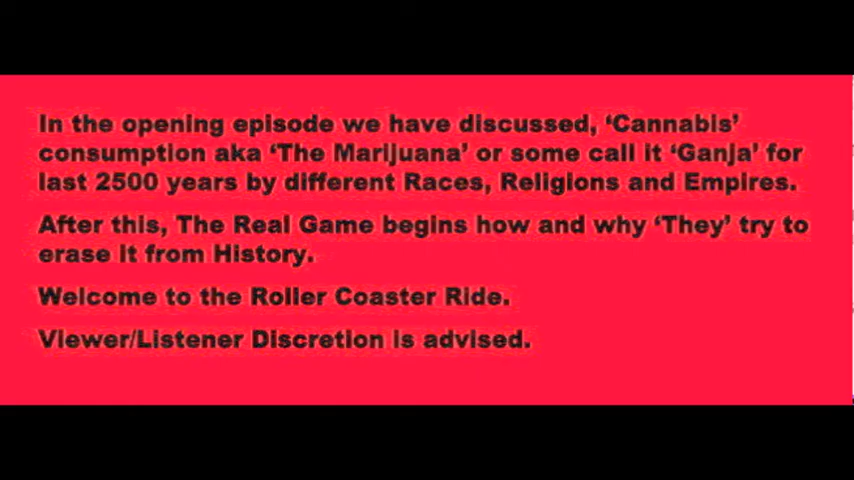 In the opening episode we have discussed, ‘Cannabis’
consumption aka ‘The Marijuana’ or some call it ‘Ganja’ for
last 2500 years by different Races, Religions and Empires.
After this, The Real Game begins how and why ‘They’ try to
erase it from History.
Welcome to the Roller Coaster Ride.
Viewer/Listener Discretion is advised.